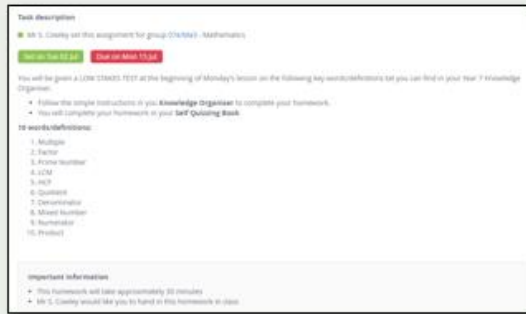 Task description
Mr S. Cowley set this assignment for group 07x/Ma3 - Mathematics
Set on Tue 02 Jul
Due on Mon 15 Jul
You will be given a LOW STAKES TEST at the beginning of Monday's lesson on the following key words/definitions tat you can find in your Year 7 Knowledge
Organiser.
Follow the simple instructions in you Knowledge Organiser to complete your homework.
You will complete your homework in your Self Quizzing Book
10 words/definitions:
1. Multiple
2. Factor
3. Prime Number
4. LCM
5. HCF
6. Quotient
7. Denominator
8. Mixed Number
9. Numerator
10. Product
Important information
This homework will take approximately 30 minutes
Mr S. Cowley would like you to hand in this homework in class